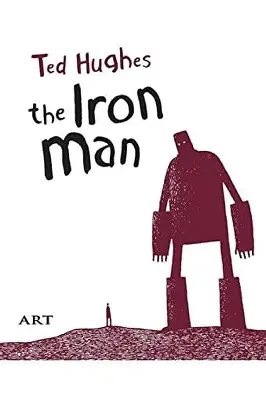 Ted Hughes
the Iron
man
ART